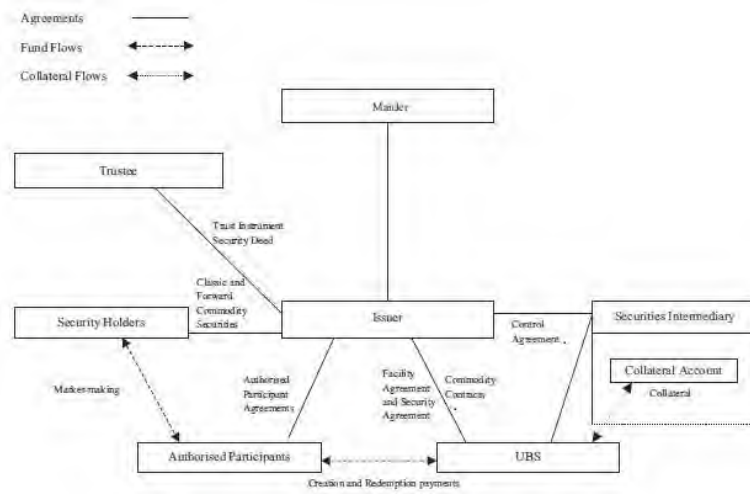 Agreements
Fund Flows
Collateral Flows
ManJer
Trustee
Trust Instrument
Security Deed
Classic and
Forward
Commodity
Securities
Security Holders
Issuer
Securities Intermediary
Control
Agreement
Collateral Account
Collateral
Market-making
Authorised
Participant
Agreements
Facility
Agreement
and Security
Agreement
Commodity
Contracts
Authorised Participants
UBS
Creation and Redemption payments